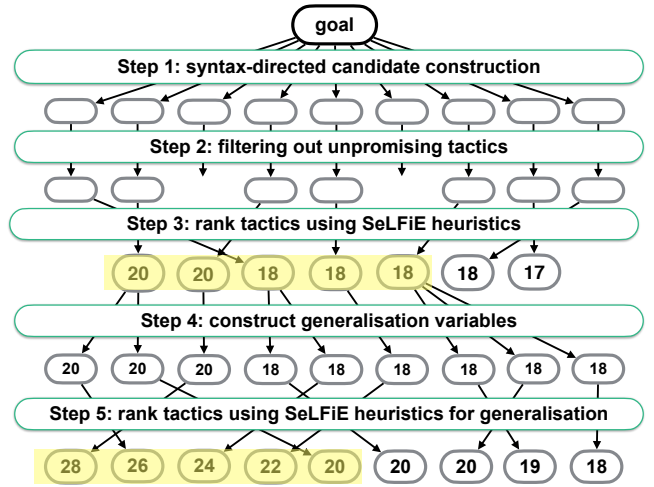 goal
Step 1: syntax-directed candidate construction
Step 2: filtering out unpromising tactics
Step 3: rank tactics using SeLFiE heuristics
20 20 18 18 18 18 17
Step 4: construct generalisation variables
20 20 20 18 18 18 18 18 18
Step 5: rank tactics using SeLFiE heuristics for generalisation
28 26 24 22 20 20 20 19 18